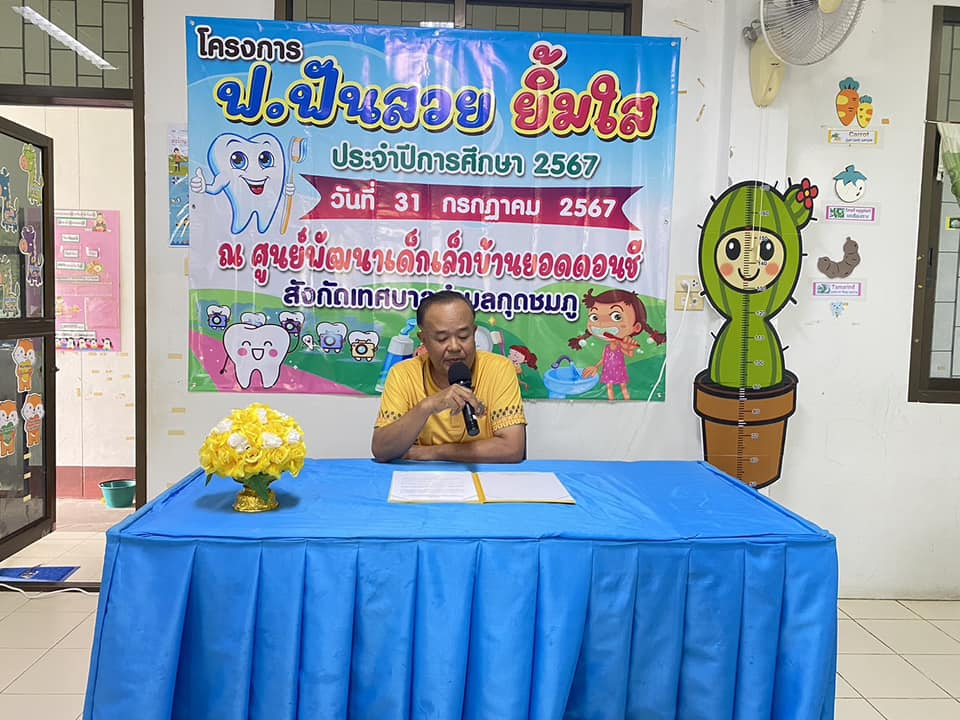 โครงการ
ป.ฟันสวย ยิ้มใส
ประจำปีการศึกษา 2567
วันที่ 31 กรกฎาคม 2567
ณ ศูนย์พัฒนาเด็กเล็กบ้านยอดดอนชี
สังกัดเทศบาลตำบลกุดชมภู
Carrot
Tamarind